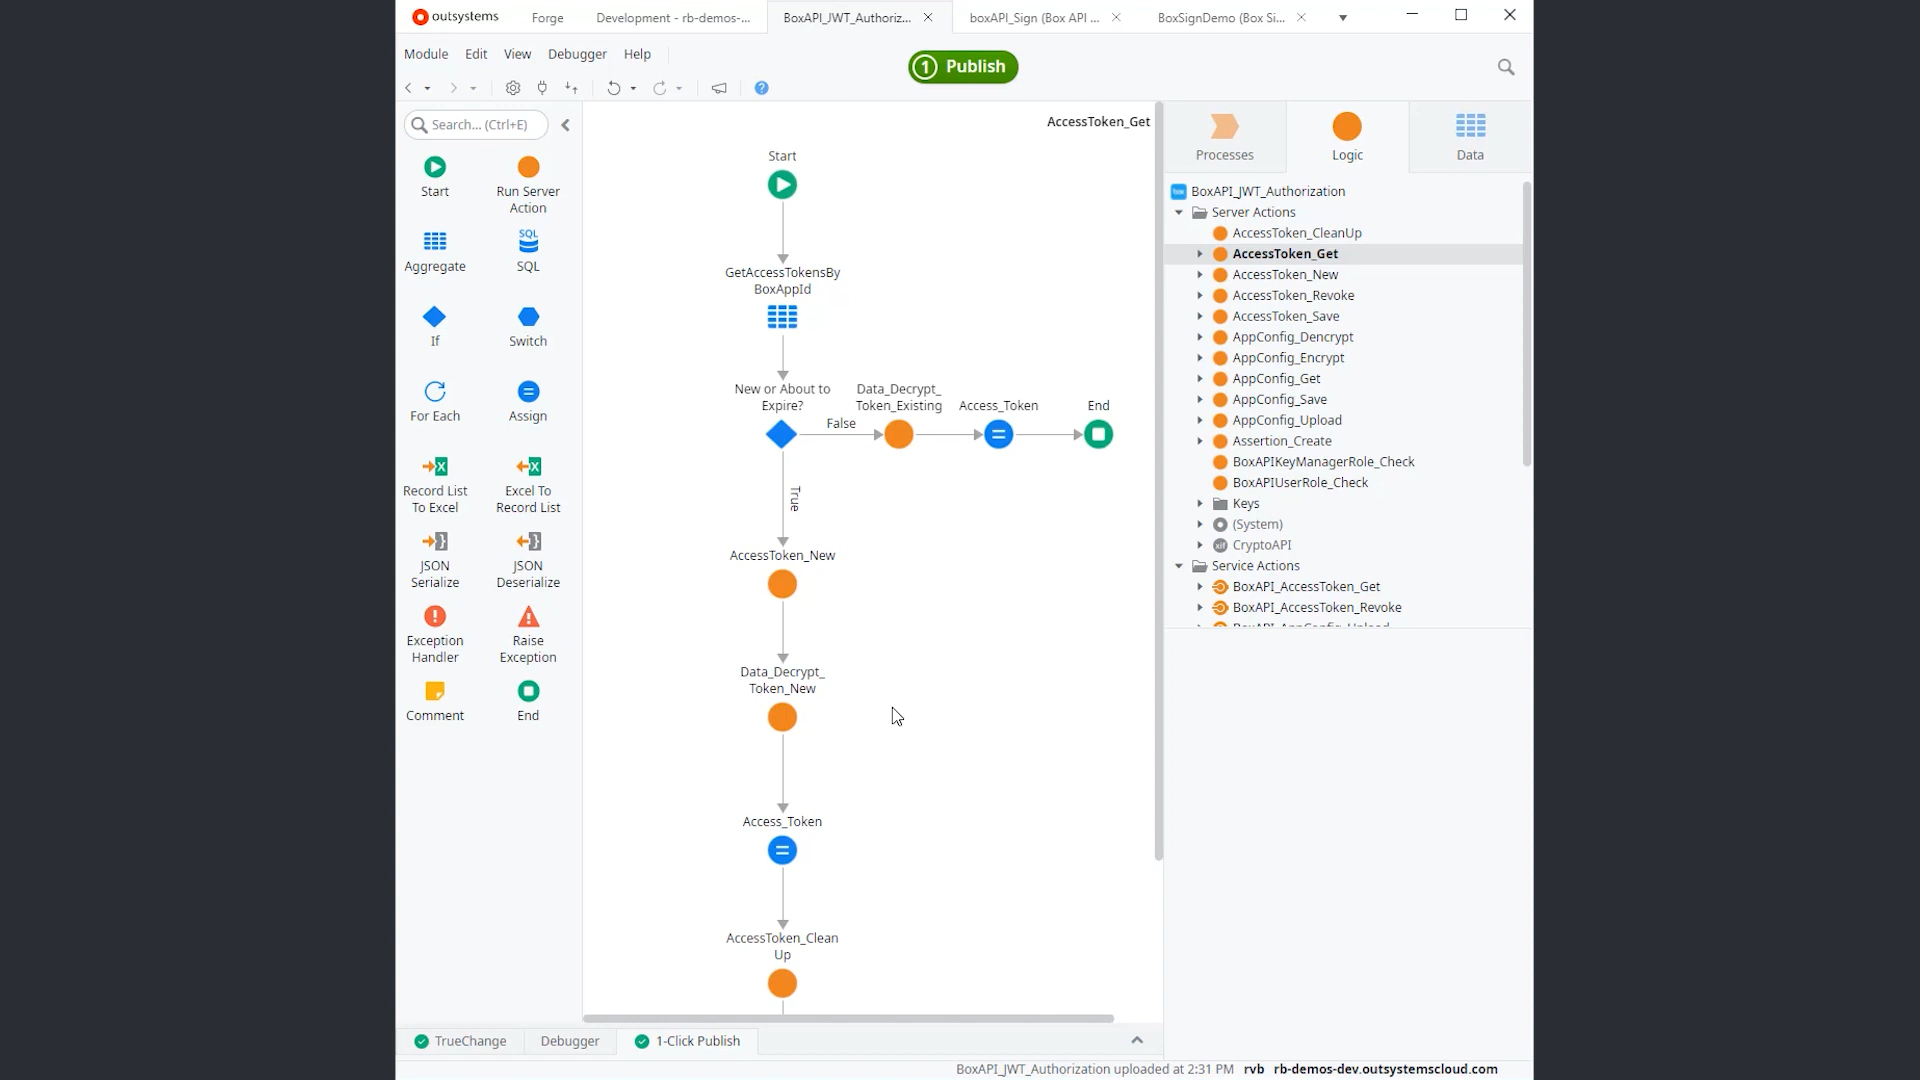 outsystems
Forge
Development - rb-demos-...
BoxAPI_JWT_Authoriz...
boxAPI_Sign (Box API ...
BoxSignDemo (Box Si...
Module
Edit
View
Debugger
Help
1 Publish
Search... (Ctrl+E)
AccessToken_Get
Start
Run Server
Action
Aggregate
SQL
SQL
If
Switch
For Each
Assign
Record List
To Excel
Excel To
Record List
JSON
Serialize
JSON
Deserialize
Exception
Handler
Raise
Exception
Comment
End
Start
GetAccessTokensBy
BoxAppId
New or About to
Expire?
False
Data_Decrypt_
Token_Existing
Access_Token
End
True
AccessToken_New
Data_Decrypt_
Token_New
Access_Token
AccessToken_Clean
Up
Processes
Logic
Data
BoxAPI_JWT_Authorization
Server Actions
AccessToken_CleanUp
AccessToken_Get
AccessToken_New
AccessToken_Revoke
AccessToken_Save
AppConfig_Dencrypt
AppConfig_Encrypt
AppConfig_Get
AppConfig_Save
AppConfig_Upload
Assertion_Create
BoxAPIKeyManagerRole_Check
BoxAPIUserRole_Check
Keys
(System)
CryptoAPI
Service Actions
BoxAPI_AccessToken_Get
BoxAPI_AccessToken_Revoke
BoxAPI_AppConfig_Upload
TrueChange
Debugger
1-Click Publish
BoxAPI_JWT_Authorization uploaded at 2:31 PM
rvb
rb-demos-dev.outsystemscloud.com